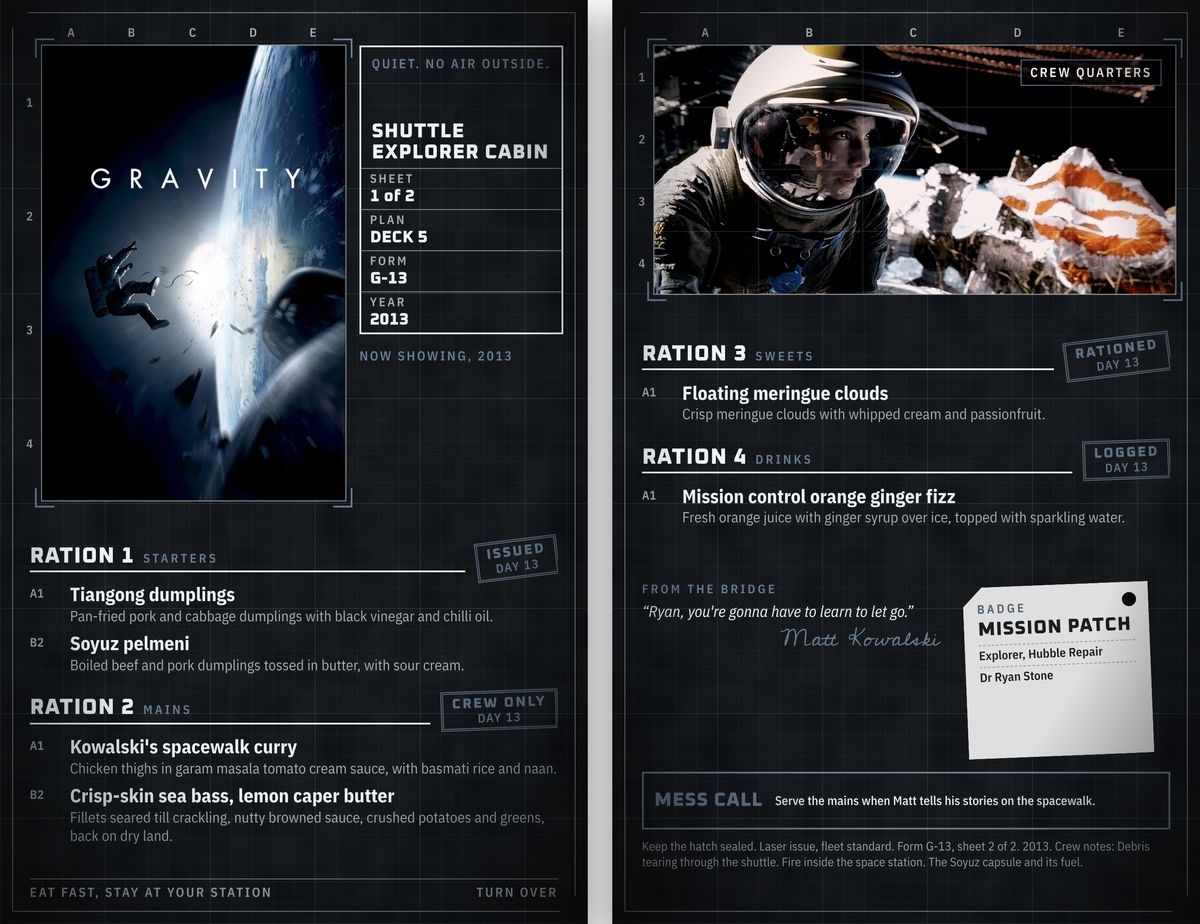 A B C D E
1
2
3
4
GRAVITY
QUIET. NO AIR OUTSIDE.
SHUTTLE
EXPLORER CABIN
SHEET
1 of 2
PLAN
DECK 5
FORM
G-13
YEAR
2013
NOW SHOWING, 2013
RATION 1 STARTERS
ISSUED
DAY 13
A1 Tiangong dumplings
Pan-fried pork and cabbage dumplings with black vinegar and chilli oil.
B2 Soyuz pelmeni
Boiled beef and pork dumplings tossed in butter, with sour cream.
RATION 2 MAINS
CREW ONLY
DAY 13
A1 Kowalski's spacewalk curry
Chicken thighs in garam masala tomato cream sauce, with basmati rice and naan.
B2 Crisp-skin sea bass, lemon caper butter
Fillets seared till crackling, nutty browned sauce, crushed potatoes and greens,
back on dry land.
EAT FAST, STAY AT YOUR STATION
TURN OVER
A B C D E
1
2
3
4
CREW QUARTERS
RATION 3 SWEETS
RATIONED
DAY 13
A1 Floating meringue clouds
Crisp meringue clouds with whipped cream and passionfruit.
RATION 4 DRINKS
LOGGED
DAY 13
A1 Mission control orange ginger fizz
Fresh orange juice with ginger syrup over ice, topped with sparkling water.
FROM THE BRIDGE
“Ryan, you're gonna have to learn to let go.”
Matt Kowalski
BADGE
MISSION PATCH
Explorer, Hubble Repair
Dr Ryan Stone
MESS CALL Serve the mains when Matt tells his stories on the spacewalk.
Keep the hatch sealed. Laser issue, fleet standard. Form G-13, sheet 2 of 2. 2013. Crew notes: Debris
tearing through the shuttle. Fire inside the space station. The Soyuz capsule and its fuel.